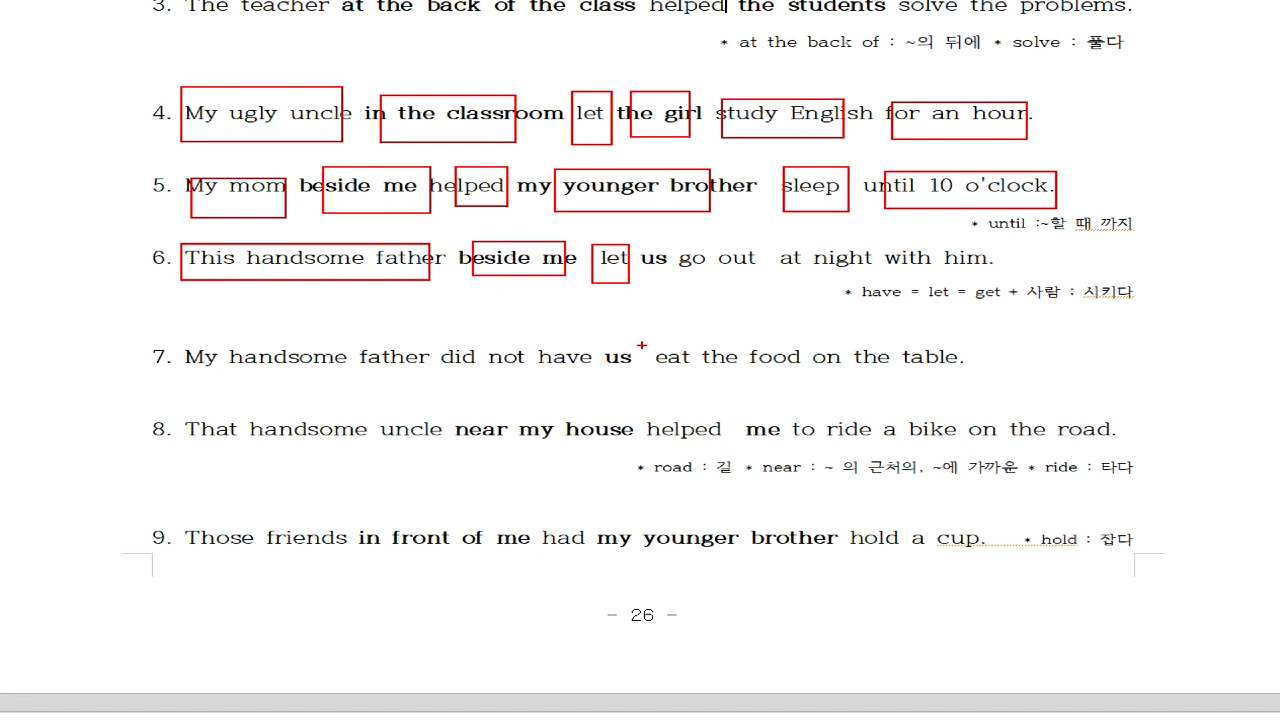 3. The teacher at the back of the class helped the students solve the problems.
* at the back of : ~의 뒤에 * solve : 풀다
4. My ugly uncle in the classroom let the girl study English for an hour.
5. My mom beside me helped my younger brother sleep until 10 o'clock.
* until :~할 때 까지
6. This handsome father beside me let us go out at night with him.
* have = let = get + 사람 : 시키다
7. My handsome father did not have us eat the food on the table.
8. That handsome uncle near my house helped me to ride a bike on the road.
* road : 길 * near : ~ 의 근처의, ~에 가까운 * ride : 타다
9. Those friends in front of me had my younger brother hold a cup. * hold : 잡다
- 26 -